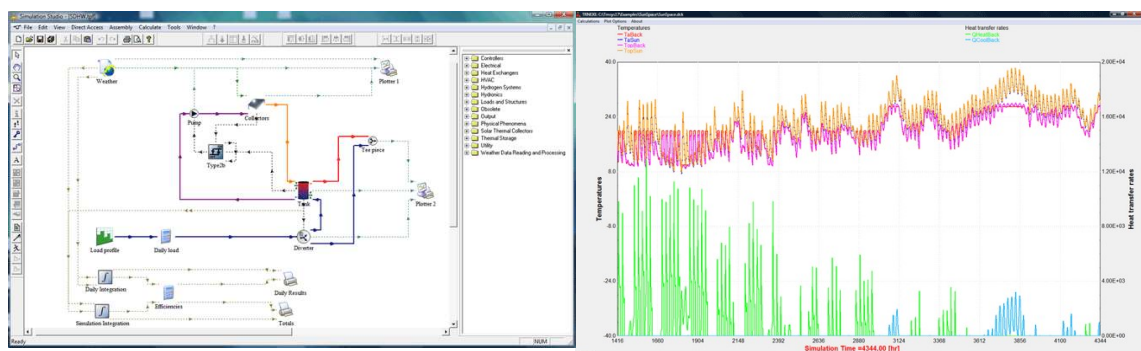 Simulation Studio - [SDHW.tpf]
File Edit View Direct Access Assembly Calculate Tools Window ?
Weather
Plotter 1
Collectors
Pump
Type2b
Tee piece
Plotter 2
Tank
Load profile
Daily load
Diverter
Daily Integration
Daily Results
Efficiencies
Simulation Integration
Totals
Controllers
Electrical
Heat Exchangers
HVAC
Hydrogen Systems
Hydronics
Loads and Structures
Obsolete
Output
Physical Phenomena
Solar Thermal Collectors
Thermal Storage
Utility
Weather Data Reading and Processing
Ready
NUM
Calculations Plot Options About
Temperatures
TaBack
TaSun
TopBack
TopSun
Heat transfer rates
QHeatBack
QCoolBack
40.0
24.0
8.0
-8.0
-24.0
-40.0
Temperatures
2.00E+04
1.60E+04
1.20E+04
8.00E+03
4.00E+03
0.00E+00
Heat transfer rates
1416 1660 1904 2148 2392 2636 2880 3124 3368 3612 3856 4100 4344
Simulation Time =4344.00 [hr]